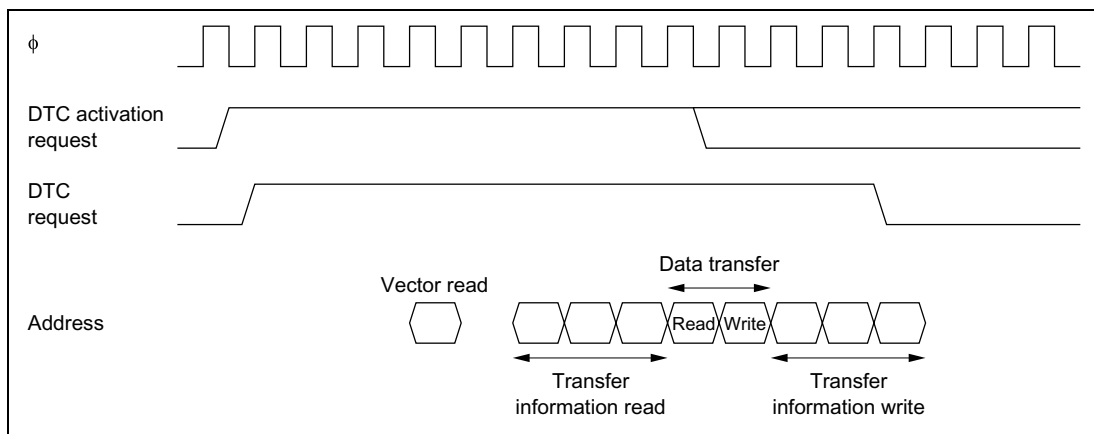 ϕ
DTC activation
request
DTC
request
Data transfer
Vector read
Address
Read Write
Transfer
information read
Transfer
information write